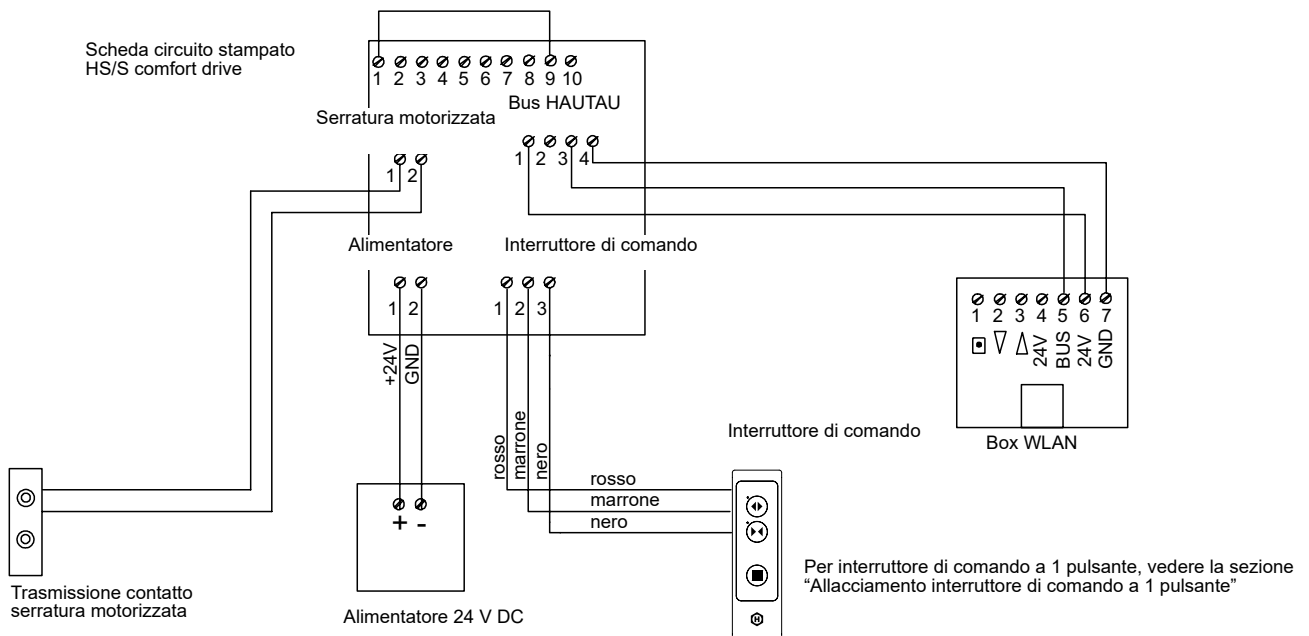 Scheda circuito stampato
HS/S comfort drive
1 2 3 4 5 6 7 8 9 10
Bus HAUTAU
Serratura motorizzata
1 2 3 4
1 2
Alimentatore
Interruttore di comando
1 2
1 2 3
+24V
GND
rosso
marrone
nero
1 2 3 4 5 6 7
24V
BUS
24V
GND
Box WLAN
Interruttore di comando
rosso
marrone
nero
+ -
H
Trasmissione contatto
serratura motorizzata
Alimentatore 24 V DC
Per interruttore di comando a 1 pulsante, vedere la sezione
“Allacciamento interruttore di comando a 1 pulsante”